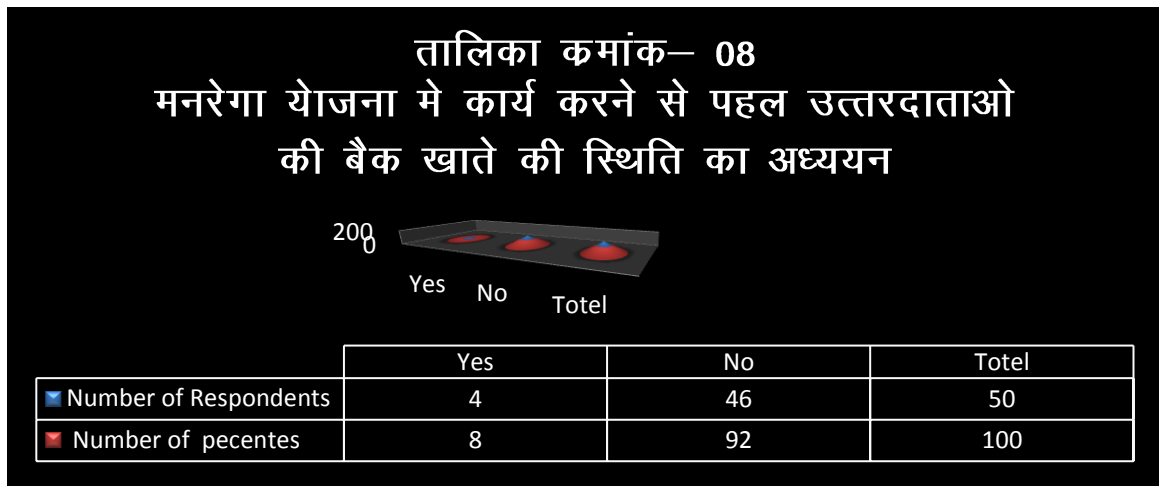 तालिका क्रमांक– 08
मनरेगा येाजना मे कार्य करने से पहल उत्तरदाताओ
की बैक खाते की स्थिति का अध्ययन
200
0
Yes
No
Totel
Yes No Totel
Number of Respondents 4 46 50
Number of pecentes 8 92 100